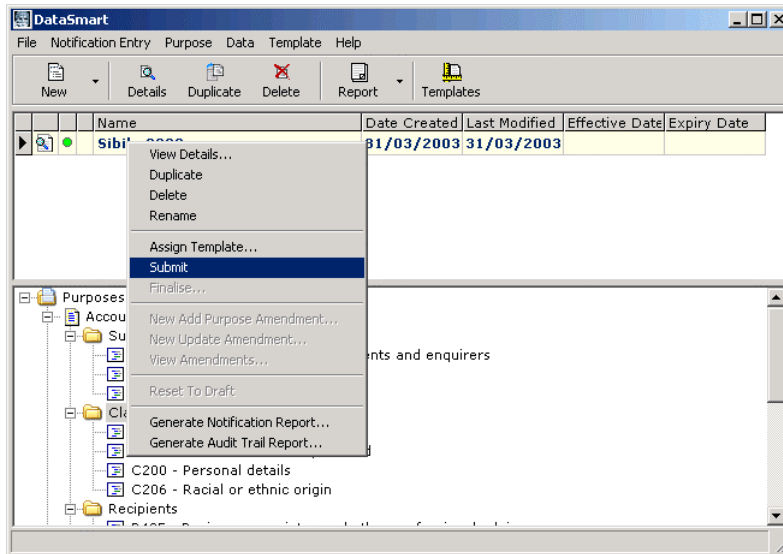 DataSmart
File Notification Entry Purpose Data Template Help
New Details Duplicate Delete Report Templates
Name Date Created Last Modified Effective Date Expiry Date
31/03/2003 31/03/2003
View Details...
Duplicate
Delete
Rename
Assign Template...
Submit
Finalise...
New Add Purpose Amendment...
New Update Amendment...
View Amendments...
Reset To Draft
Generate Notification Report...
Generate Audit Trail Report...
Purposes
and enquirers
C200 - Personal details
C206 - Racial or ethnic origin
Recipients